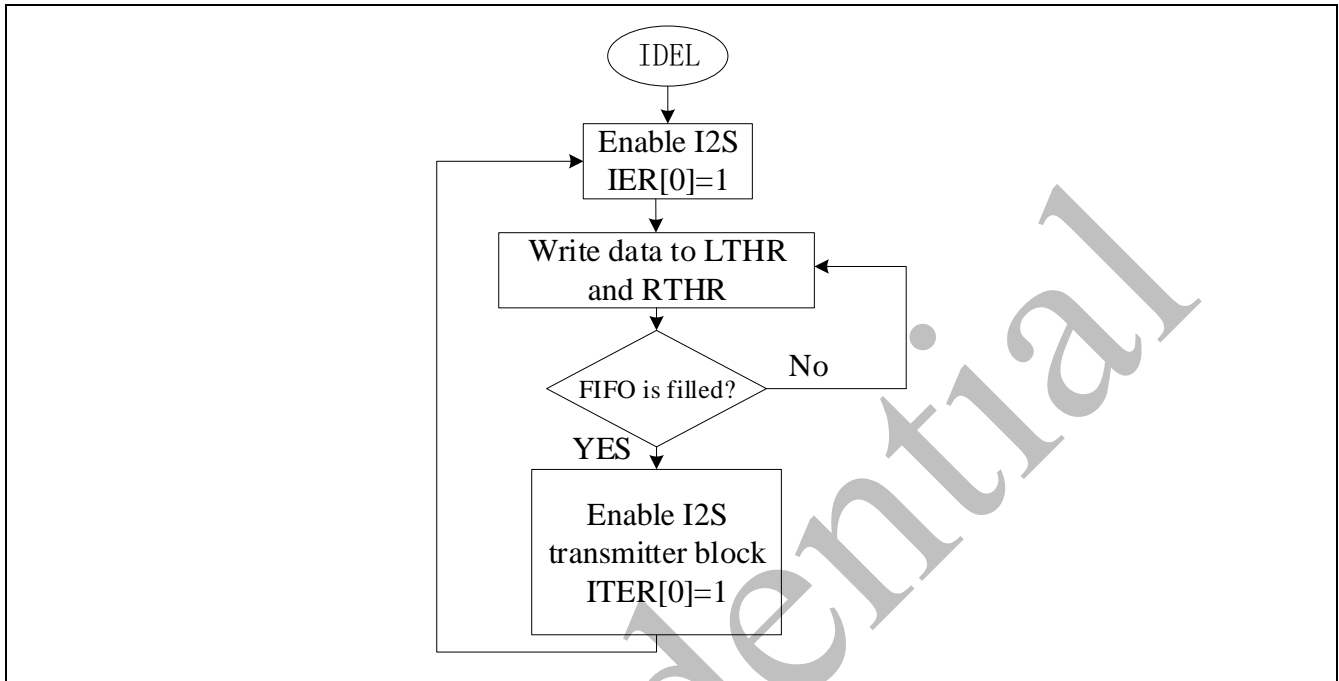 IDEL
Enable I2S
IER[0]=1
Write data to LTHR
and RTHR
FIFO is filled?
No
YES
Enable I2S
transmitter block
ITER[0]=1
dential